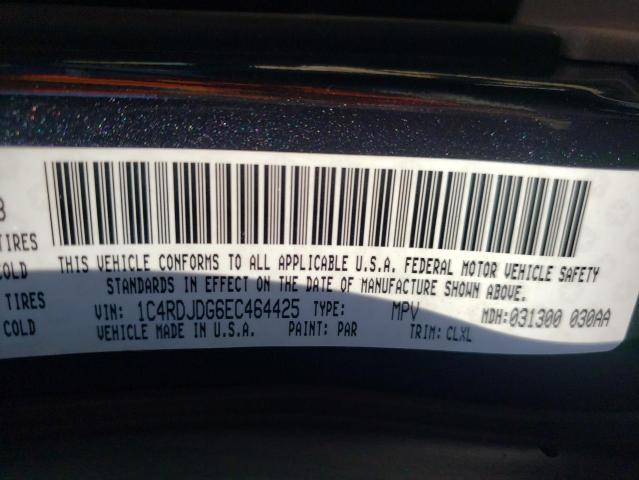 3
TIRES
COLD
TIRES
COLD
THIS VEHICLE CONFORMS TO ALL APPLICABLE U.S.A. FEDERAL MOTOR VEHICLE SAFETY
STANDARDS IN EFFECT ON THE DATE OF MANUFACTURE SHOWN ABOVE.
VIN: 1C4RDJDG6EC464425 TYPE: MPV MDH:031300 030AA
VEHICLE MADE IN U.S.A. PAINT: PAR TRIM: CLXL